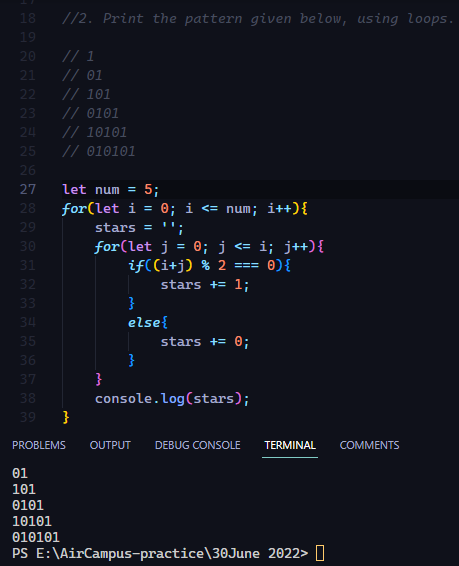 18 //2. Print the pattern given below, using loops.
19
20 // 1
21 // 01
22 // 101
23 // 0101
24 // 10101
25 // 010101
26
27 let num = 5;
28 for(let i = 0; i <= num; i++){
29     stars = '';
30     for(let j = 0; j <= i; j++){
31         if((i+j) % 2 === 0){
32             stars += 1;
33         }
34         else{
35             stars += 0;
36         }
37     }
38     console.log(stars);
39 }
PROBLEMS OUTPUT DEBUG CONSOLE TERMINAL COMMENTS
01
101
0101
10101
010101
PS E:\AirCampus-practice\30June 2022>